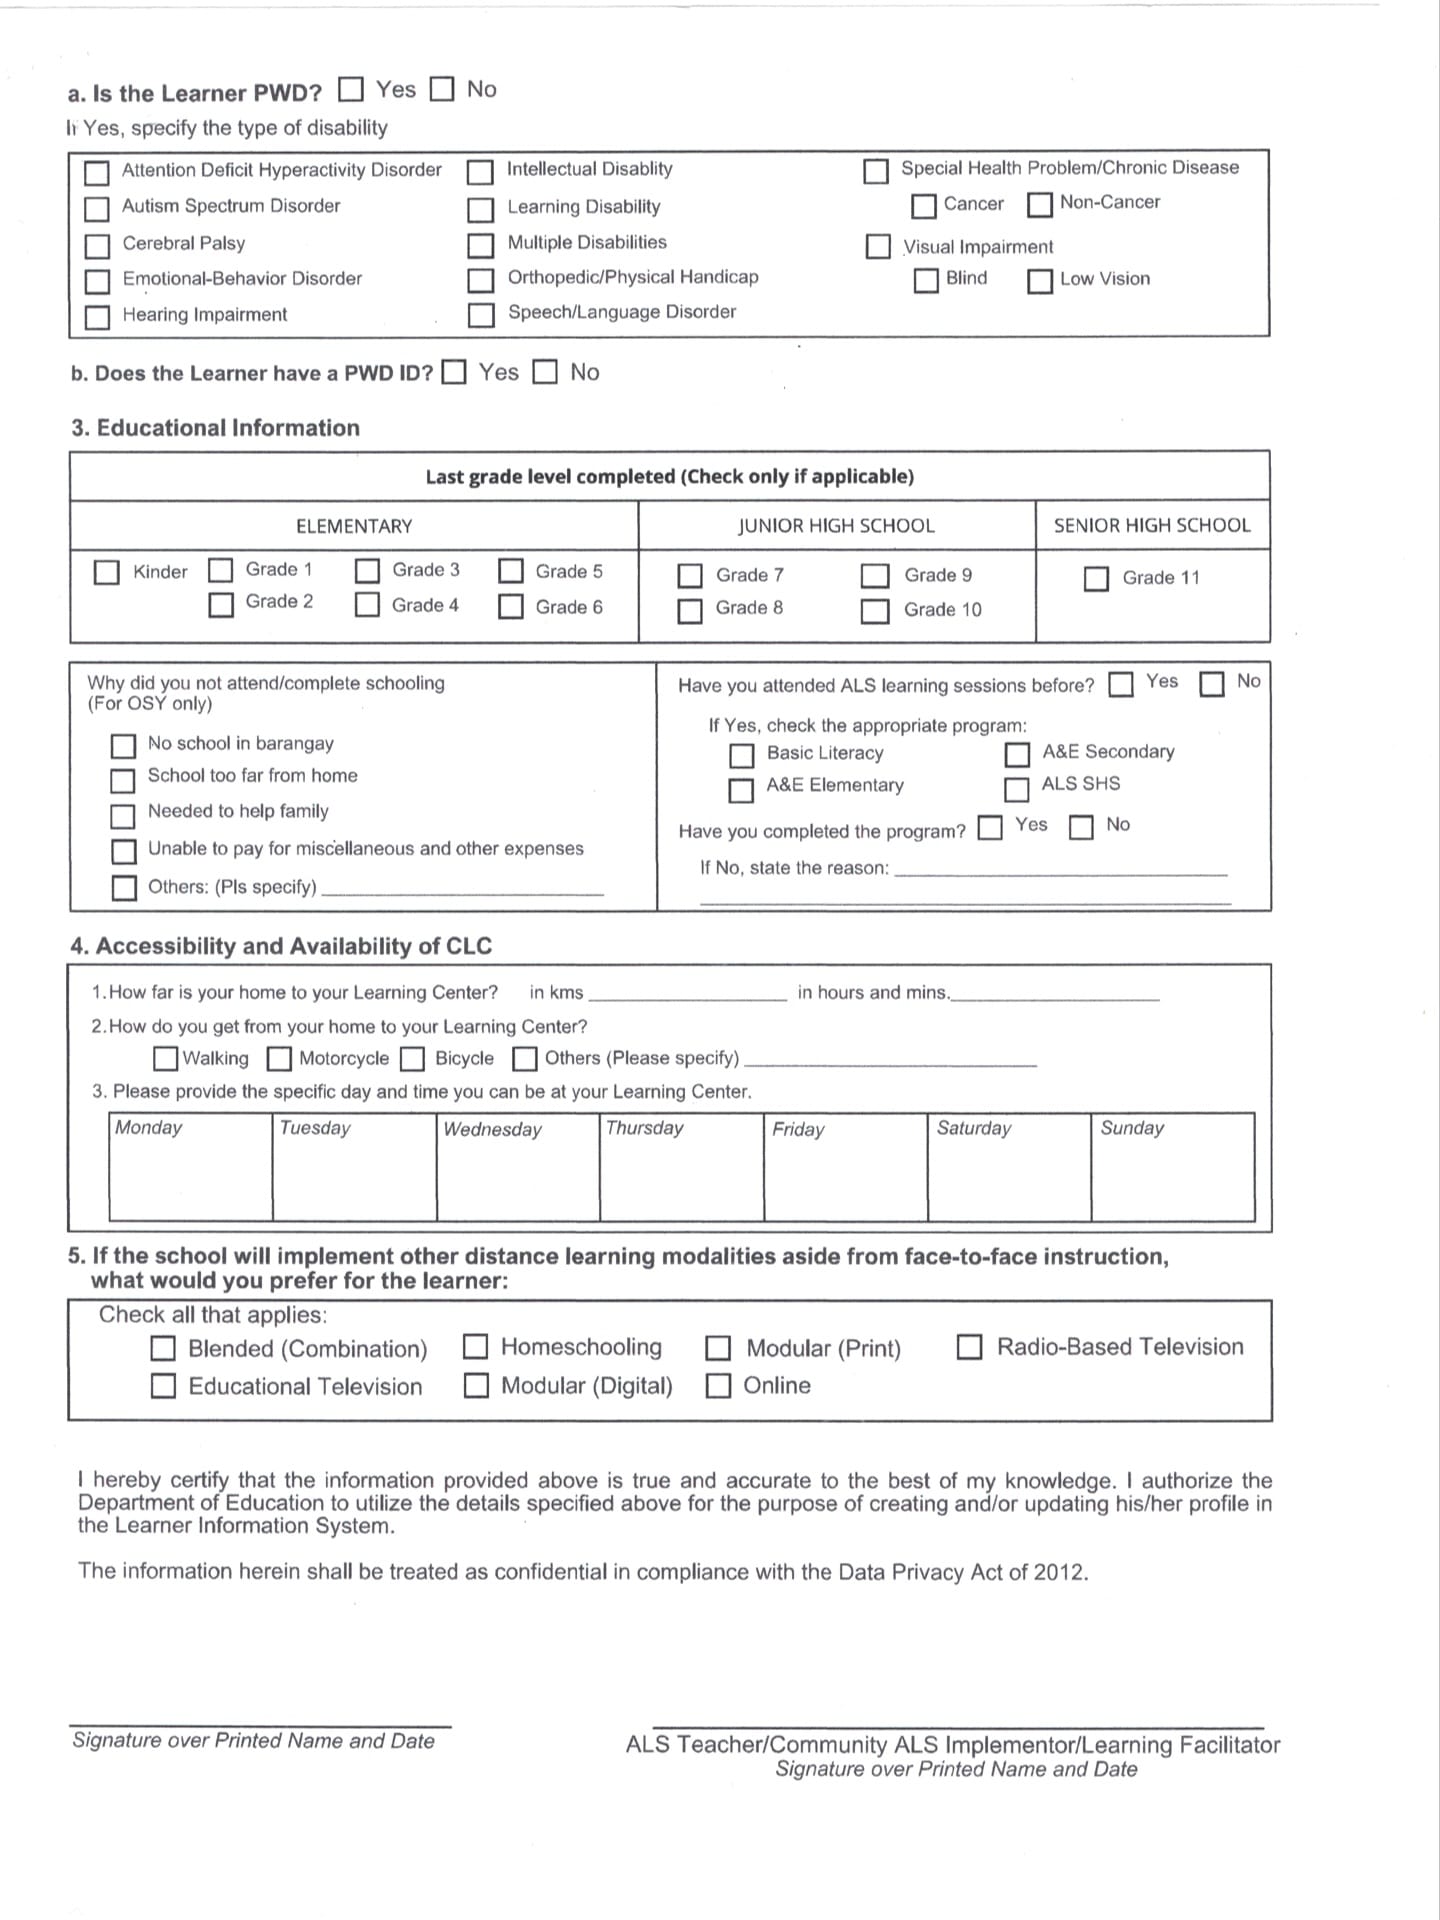 a. Is the Learner PWD? ☐ Yes ☐ No
If Yes, specify the type of disability
☐ Attention Deficit Hyperactivity Disorder ☐ Intellectual Disablity ☐ Special Health Problem/Chronic Disease
☐ Autism Spectrum Disorder ☐ Learning Disability ☐ Cancer ☐ Non-Cancer
☐ Cerebral Palsy ☐ Multiple Disabilities ☐ Visual Impairment
☐ Emotional-Behavior Disorder ☐ Orthopedic/Physical Handicap ☐ Blind ☐ Low Vision
☐ Hearing Impairment ☐ Speech/Language Disorder
b. Does the Learner have a PWD ID? ☐ Yes ☐ No
3. Educational Information
Last grade level completed (Check only if applicable)
ELEMENTARY JUNIOR HIGH SCHOOL SENIOR HIGH SCHOOL
☐ Kinder ☐ Grade 1 ☐ Grade 3 ☐ Grade 5 ☐ Grade 7 ☐ Grade 9 ☐ Grade 11
☐ Grade 2 ☐ Grade 4 ☐ Grade 6 ☐ Grade 8 ☐ Grade 10
Why did you not attend/complete schooling
(For OSY only)
☐ No school in barangay
☐ School too far from home
☐ Needed to help family
☐ Unable to pay for miscellaneous and other expenses
☐ Others: (Pls specify)
Have you attended ALS learning sessions before? ☐ Yes ☐ No
If Yes, check the appropriate program:
☐ Basic Literacy ☐ A&E Secondary
☐ A&E Elementary ☐ ALS SHS
Have you completed the program? ☐ Yes ☐ No
If No, state the reason:
4. Accessibility and Availability of CLC
1.How far is your home to your Learning Center? in kms in hours and mins.
2.How do you get from your home to your Learning Center?
☐ Walking ☐ Motorcycle ☐ Bicycle ☐ Others (Please specify)
3. Please provide the specific day and time you can be at your Learning Center.
Monday Tuesday Wednesday Thursday Friday Saturday Sunday
5. If the school will implement other distance learning modalities aside from face-to-face instruction,
what would you prefer for the learner:
Check all that applies:
☐ Blended (Combination) ☐ Homeschooling ☐ Modular (Print) ☐ Radio-Based Television
☐ Educational Television ☐ Modular (Digital) ☐ Online
I hereby certify that the information provided above is true and accurate to the best of my knowledge. I authorize the
Department of Education to utilize the details specified above for the purpose of creating and/or updating his/her profile in
the Learner Information System.
The information herein shall be treated as confidential in compliance with the Data Privacy Act of 2012.
Signature over Printed Name and Date
ALS Teacher/Community ALS Implementor/Learning Facilitator
Signature over Printed Name and Date